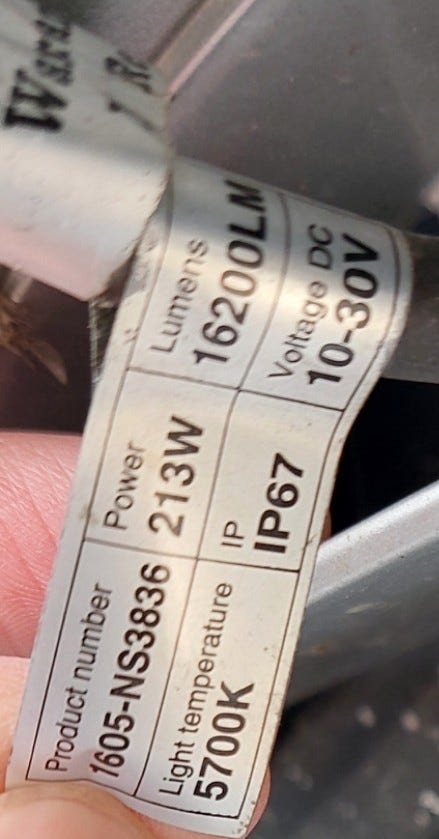 Product number
1605-NS3836
Power
213W
Lumens
16200LM
Light temperature
5700K
IP
IP67
Voltage DC
10-30V